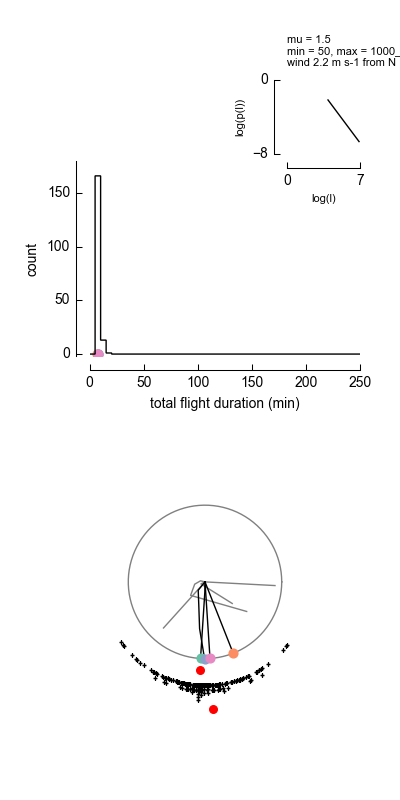 mu = 1.5
min = 50, max = 1000_
wind 2.2 m s-1 from N
0
log(p(l))
−8
0 7
log(l)
150
100
count
50
0
0 50 100 150 200 250
total flight duration (min)